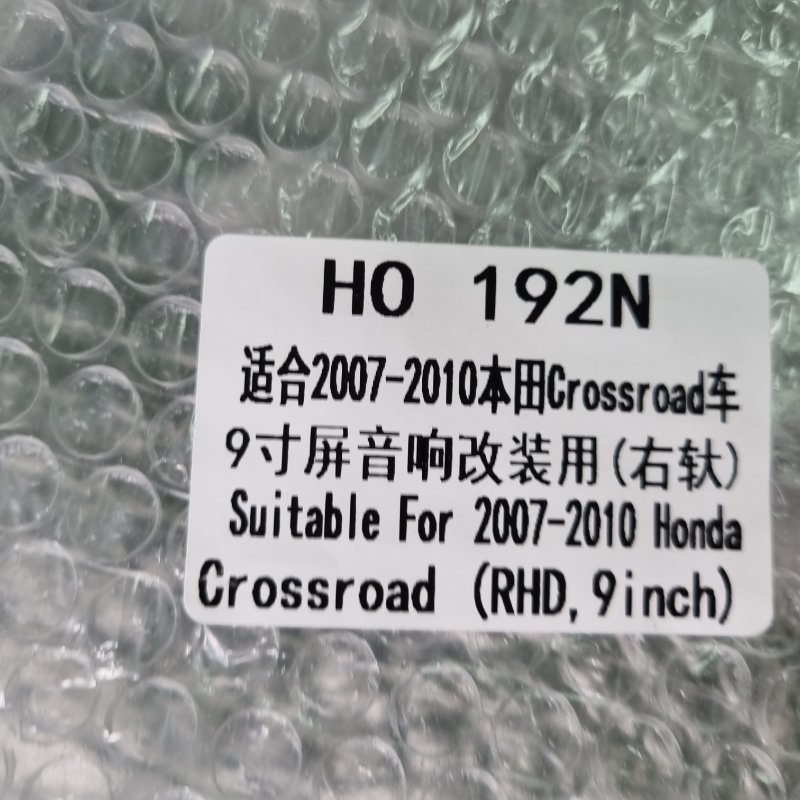 HO 192N
适合2007-2010本田Crossroad车
9寸屏音响改装用(右轪)
Suitable For 2007-2010 Honda
Crossroad (RHD,9inch)